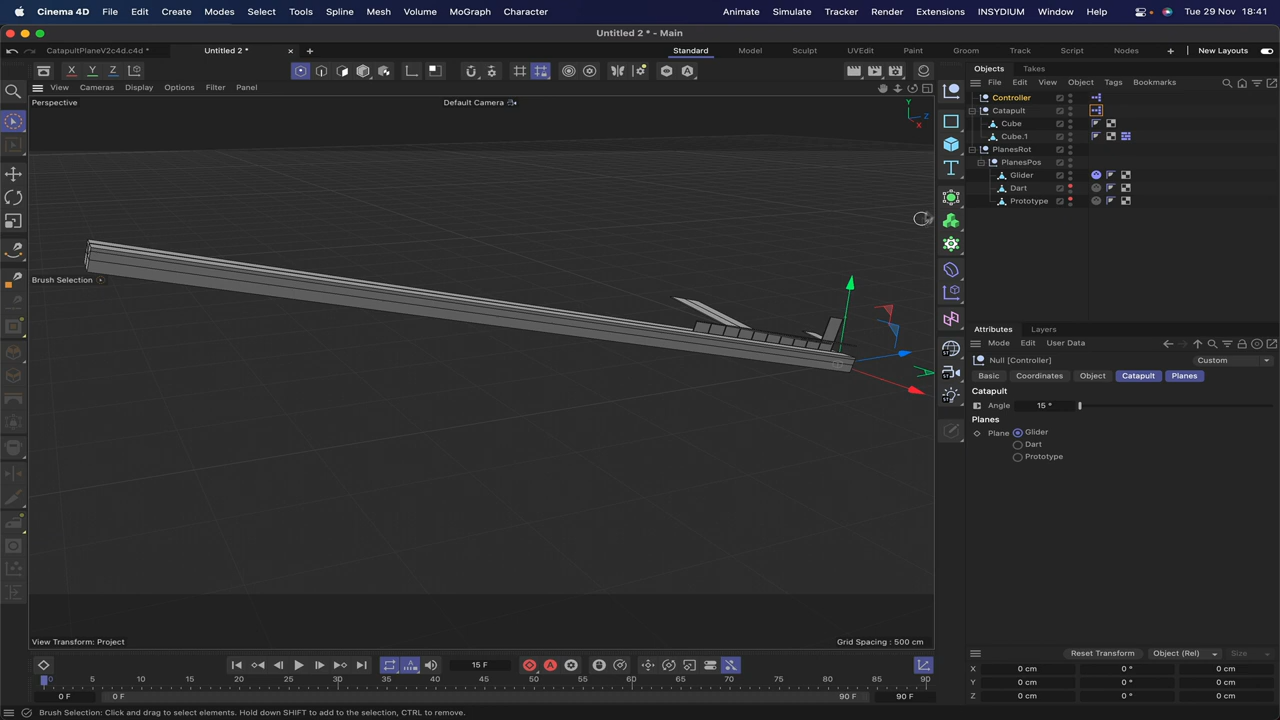 Cinema 4D File Edit Create Modes Select Tools Spline Mesh Volume MoGraph Character Animate Simulate Tracker Render Extensions INSYDIUM Window Help Tue 29 Nov 18:41
Untitled 2 * - Main
CatapultPlaneV2c4d.c4d * Untitled 2 * Standard Model Sculpt UVEdit Paint Groom Track Script Nodes New Layouts
X Y Z
Objects Takes
View Cameras Display Options Filter Panel
File Edit View Object Tags Bookmarks
Perspective Default Camera
Y
Z
X
Controller
Catapult
Cube
Cube.1
PlanesRot
PlanesPos
Glider
Dart
Prototype
Brush Selection
Attributes Layers
Mode Edit User Data
Null [Controller] Custom
Basic Coordinates Object Catapult Planes
Catapult
Angle 15 °
Planes
Plane Glider
Dart
Prototype
View Transform: Project Grid Spacing : 500 cm
Reset Transform Object (Rel) Size
15 F
X 0 cm 0 ° 0 cm
Y 0 cm 0 ° 0 cm
Z 0 cm 0 ° 0 cm
0 5 10 15 20 25 30 35 40 45 50 55 60 65 70 75 80 85 90
0 F 0 F 90 F 90 F
Brush Selection: Click and drag to select elements. Hold down SHIFT to add to the selection, CTRL to remove.